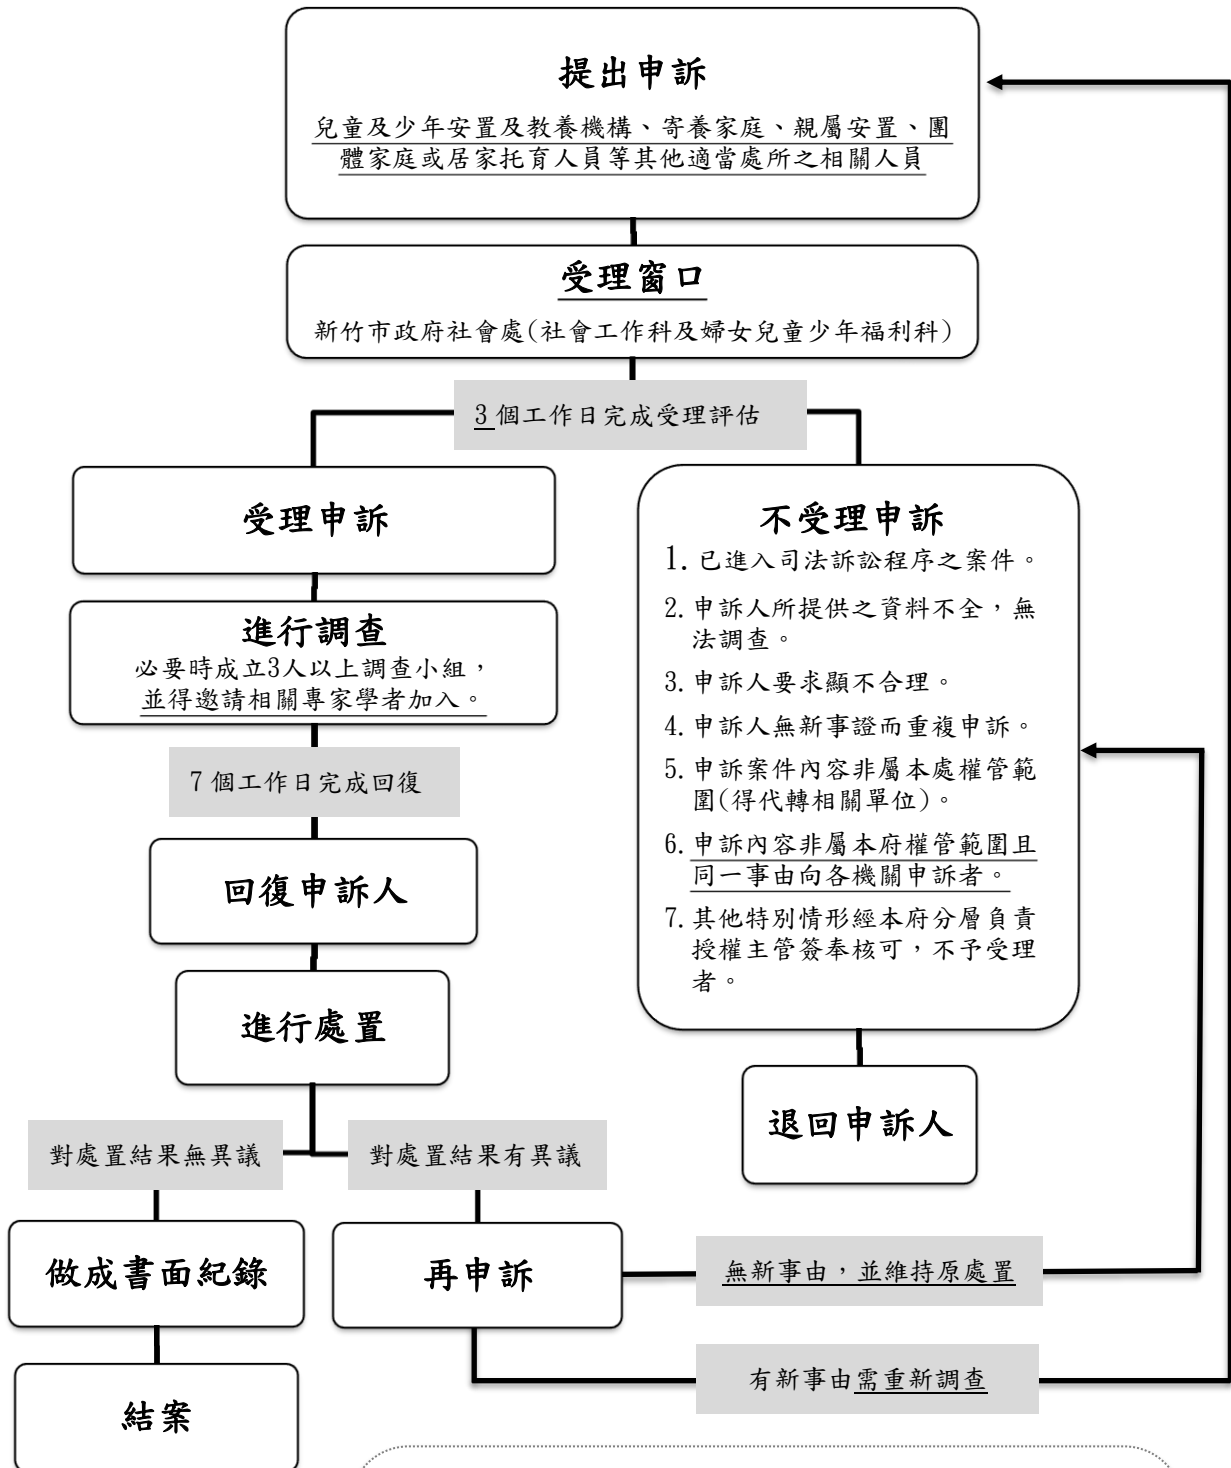 提出申訴
兒童及少年安置及教養機構、寄養家庭、親屬安置、團
體家庭或居家托育人員等其他適當處所之相關人員
受理窗口
新竹市政府社會處(社會工作科及婦女兒童少年福利科)
3 個工作日完成受理評估
受理申訴
進行調查
必要時成立3人以上調查小組，
並得邀請相關專家學者加入。
7 個工作日完成回復
回復申訴人
進行處置
不受理申訴
1. 已進入司法訴訟程序之案件。
2. 申訴人所提供之資料不全，無
法調查。
3. 申訴人要求顯不合理。
4. 申訴人無新事證而重複申訴。
5. 申訴案件內容非屬本處權管範
圍(得代轉相關單位)。
6. 申訴內容非屬本府權管範圍且
同一事由向各機關申訴者。
7. 其他特別情形經本府分層負責
授權主管簽奉核可，不予受理
者。
退回申訴人
對處置結果無異議
對處置結果有異議
做成書面紀錄
再申訴
無新事由，並維持原處置
有新事由需重新調查
結案